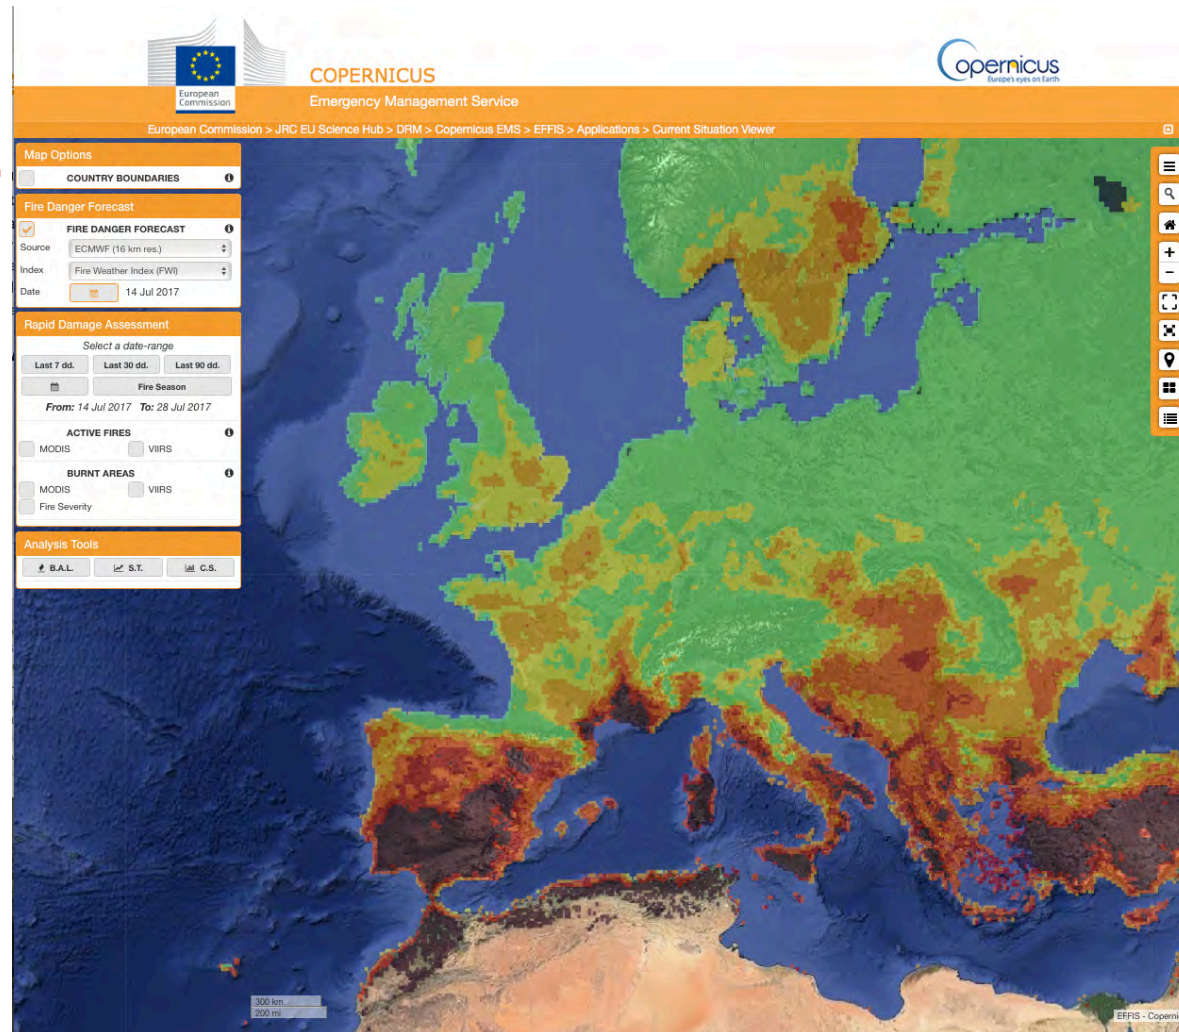 European
Commission
COPERNICUS
Emergency Management Service
opernicus
Europe's eyes on Earth
European Commission > JRC EU Science Hub > DRM > Copernicus EMS > EFFIS > Applications > Current Situation Viewer
Map Options
COUNTRY BOUNDARIES
Fire Danger Forecast
FIRE DANGER FORECAST
Source ECMWF (16 km res.)
Index Fire Weather Index (FWI)
Date 14 Jul 2017
Rapid Damage Assessment
Select a date-range
Last 7 dd. Last 30 dd. Last 90 dd.
Fire Season
From: 14 Jul 2017 To: 28 Jul 2017
ACTIVE FIRES
MODIS VIIRS
BURNT AREAS
MODIS VIIRS
Fire Severity
Analysis Tools
B.A.L. S.T. C.S.
300 km
200 mi
EFFIS - Coperni